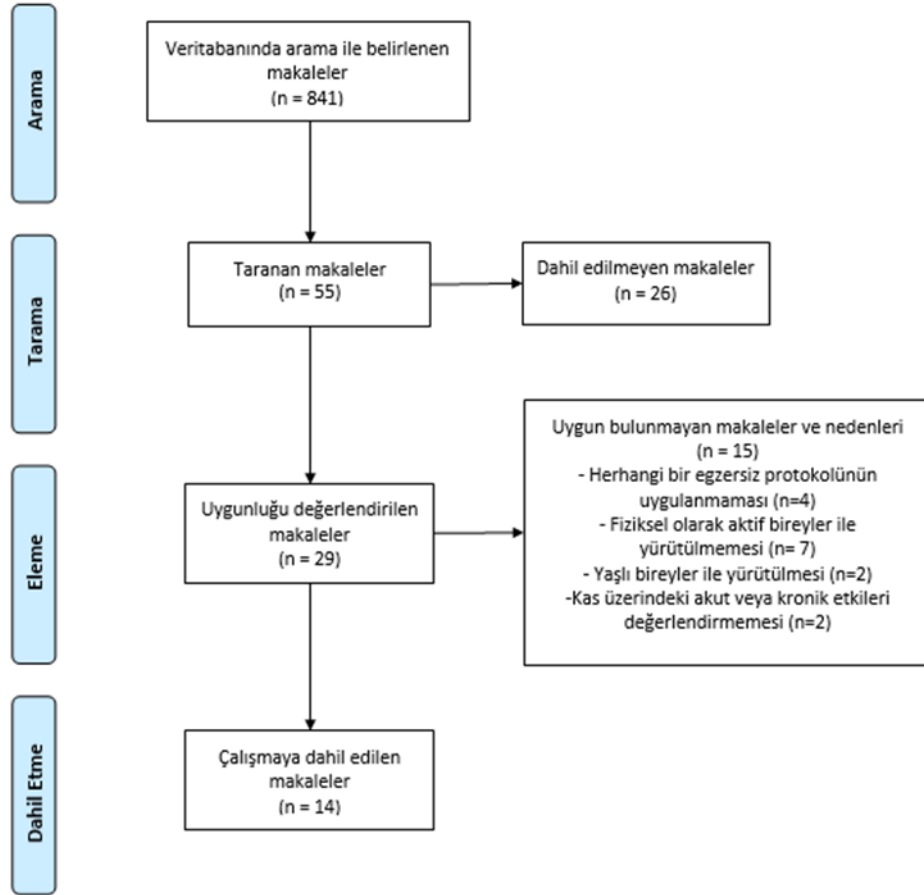 Arama
Veritabanında arama ile belirlenen
makaleler
(n = 841)
Tarama
Taranan makaleler
(n = 55)
Dahil edilmeyen makaleler
(n = 26)
Eleme
Uygunluğu değerlendirilen
makaleler
(n = 29)
Uygun bulunmayan makaleler ve nedenleri
(n = 15)
- Herhangi bir egzersiz protokolünün
uygulanmaması (n=4)
- Fiziksel olarak aktif bireyler ile
yürütülmemesi (n= 7)
- Yaşlı bireyler ile yürütülmesi (n=2)
-Kas üzerindeki akut veya kronik etkileri
değerlendirmemesi (n=2)
Dahil Etme
Çalışmaya dahil edilen
makaleler
(n = 14)